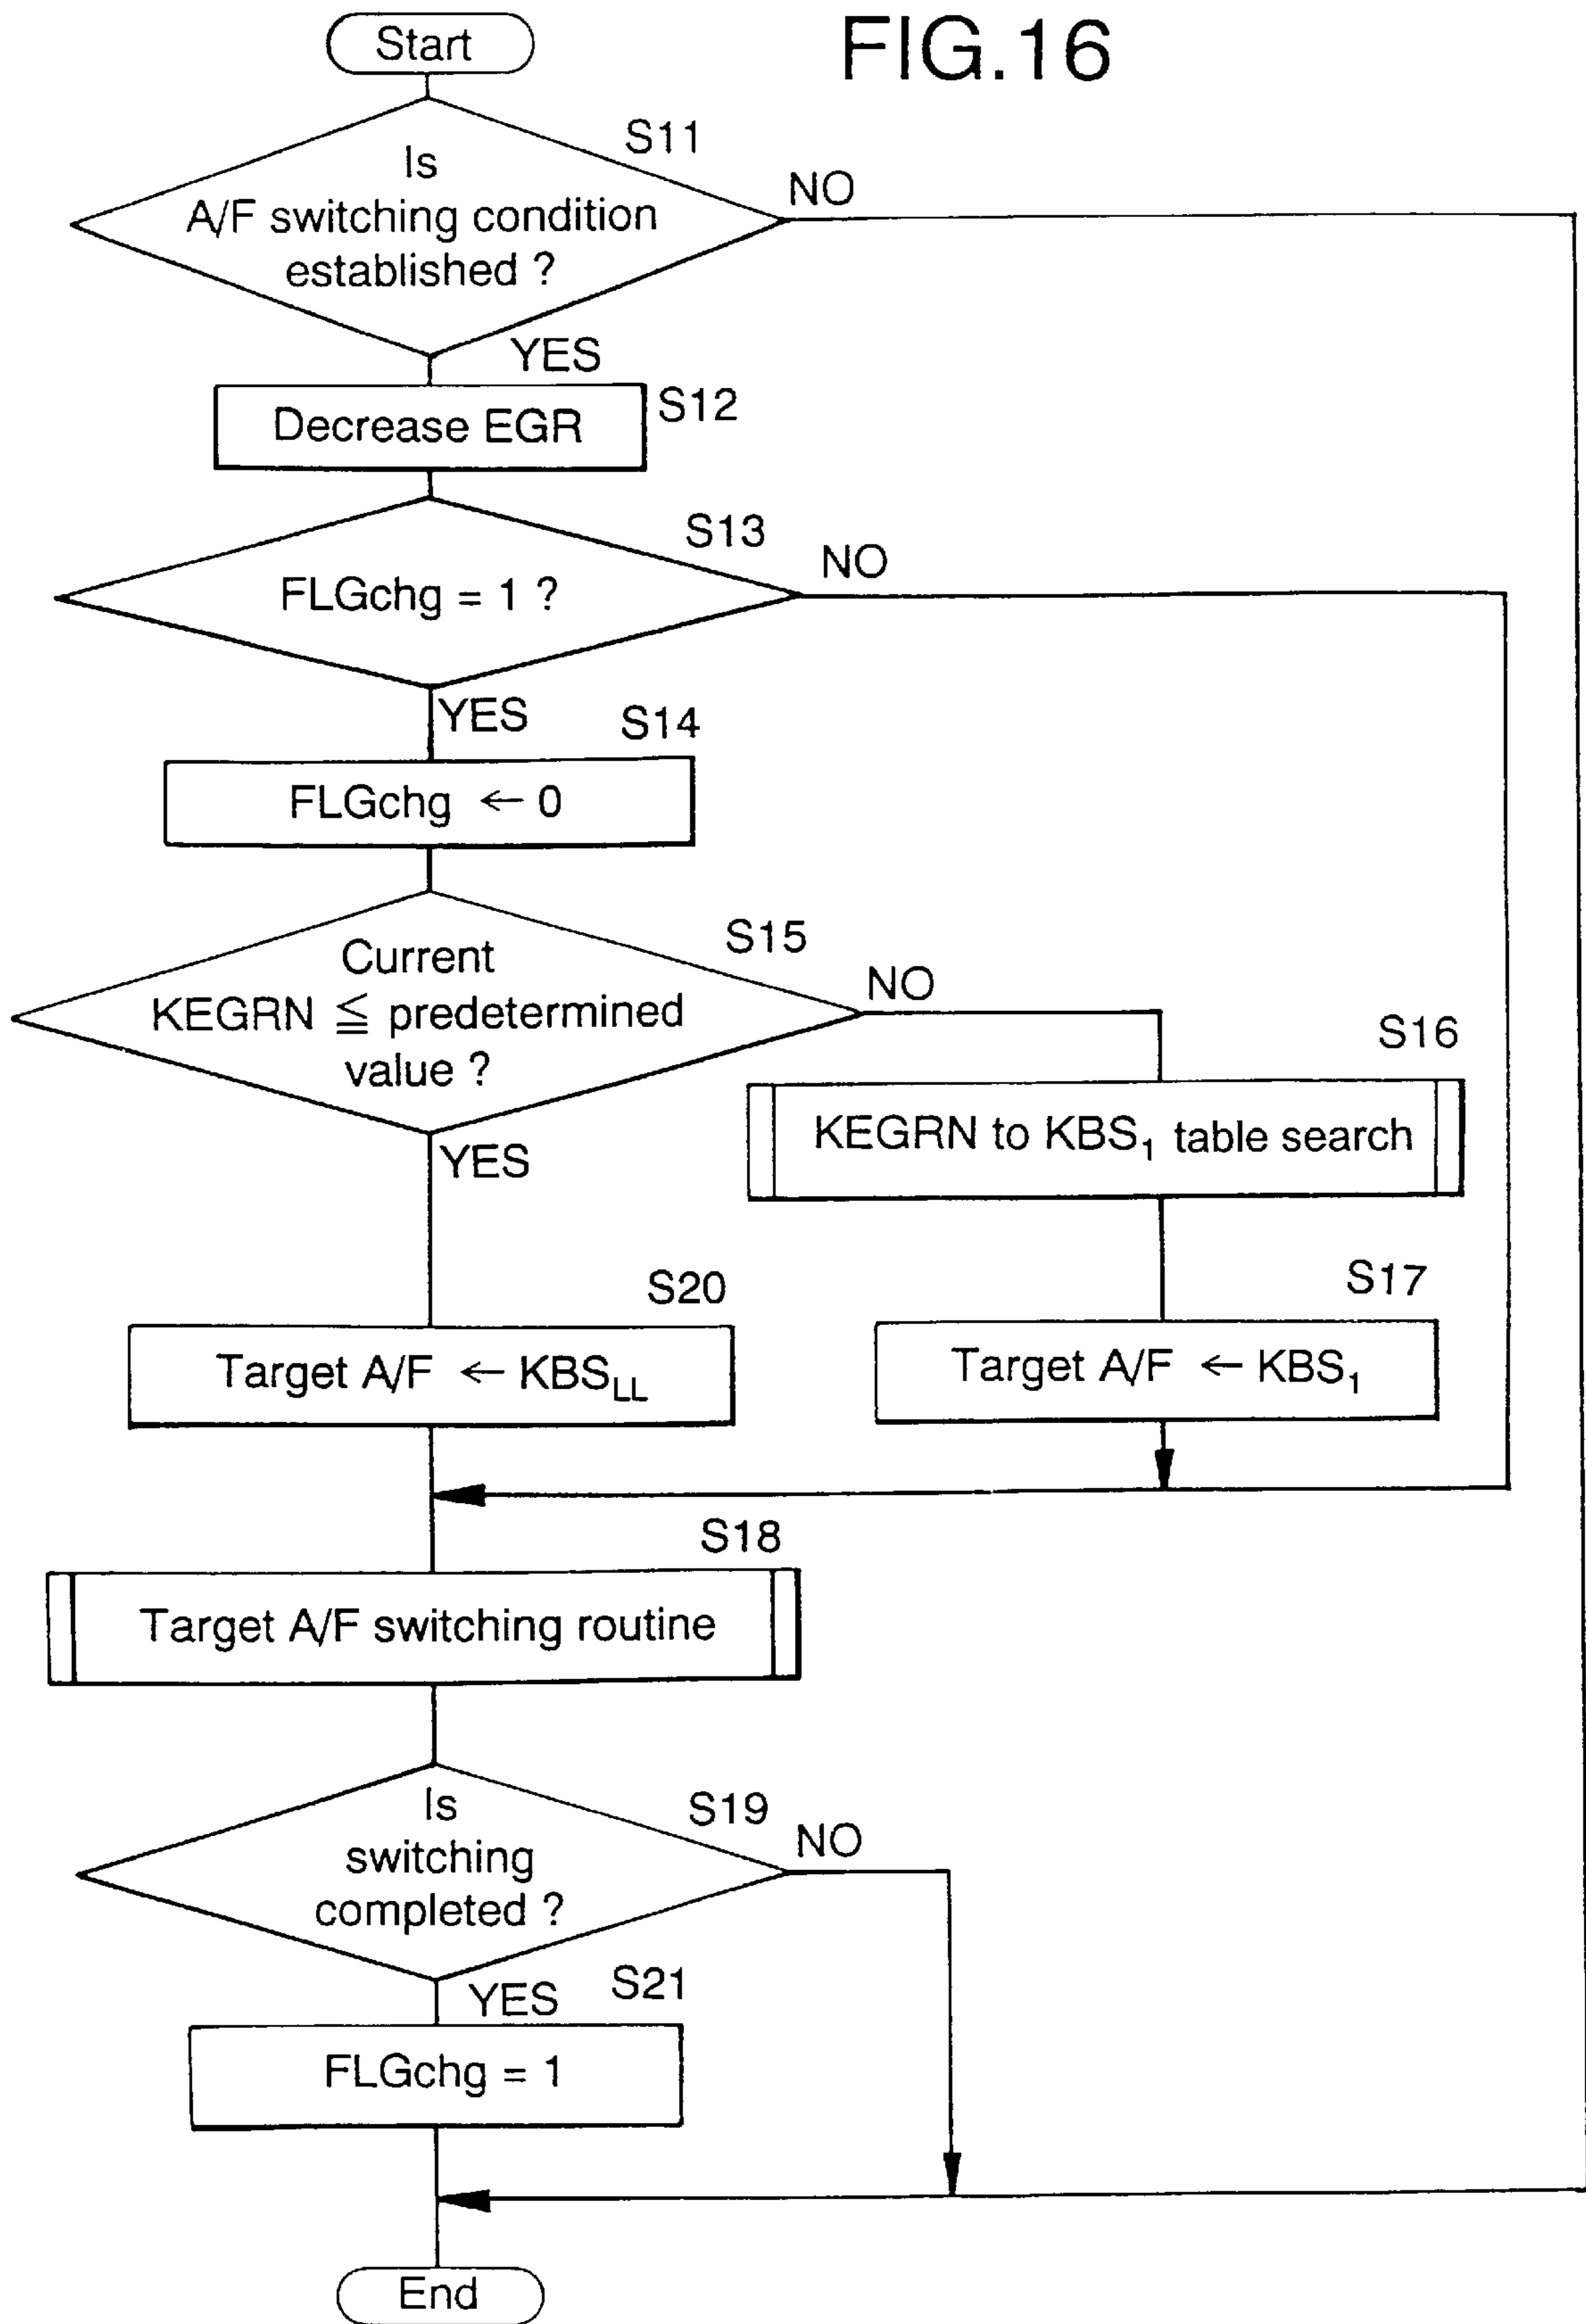 FIG.16
Start
S11
Is
A/F switching condition
established ?
NO
YES
Decrease EGR
S12
S13
FLGchg = 1 ?
NO
YES
S14
FLGchg ← 0
S15
Current
KEGRN ≦ predetermined
value ?
NO
YES
S16
KEGRN to KBS₁ table search
S20
Target A/F ← KBS_LL
S17
Target A/F ← KBS₁
S18
Target A/F switching routine
S19
Is
switching
completed ?
NO
YES
S21
FLGchg = 1
End